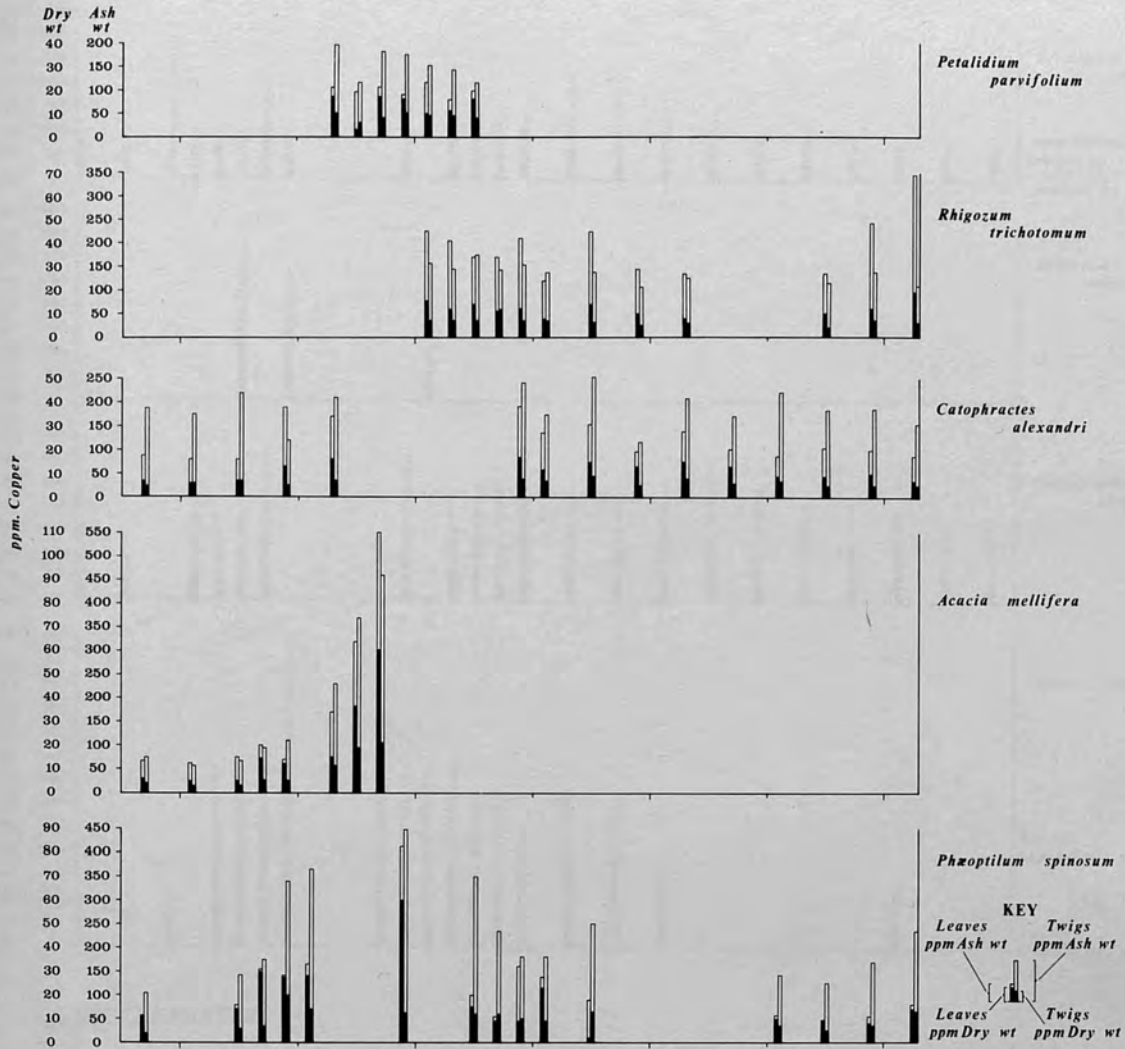 Dry Ash
wt wt
40 200
30 150
20 100
10 50
0 0
Petalidium
parvifolium
70 350
60 300
50 250
40 200
30 150
20 100
10 50
0 0
Rhigozum
trichotomum
50 250
40 200
30 150
20 100
10 50
0 0
Catophractes
alexandri
ppm. Copper
110 550
100 500
90 450
80 400
70 350
60 300
50 250
40 200
30 150
20 100
10 50
0 0
Acacia mellifera
90 450
80 400
70 350
60 300
50 250
40 200
30 150
20 100
10 50
0 0
Phæoptilum spinosum
KEY
Leaves Twigs
ppm Ash wt ppm Ash wt
Leaves Twigs
ppm Dry wt ppm Dry wt